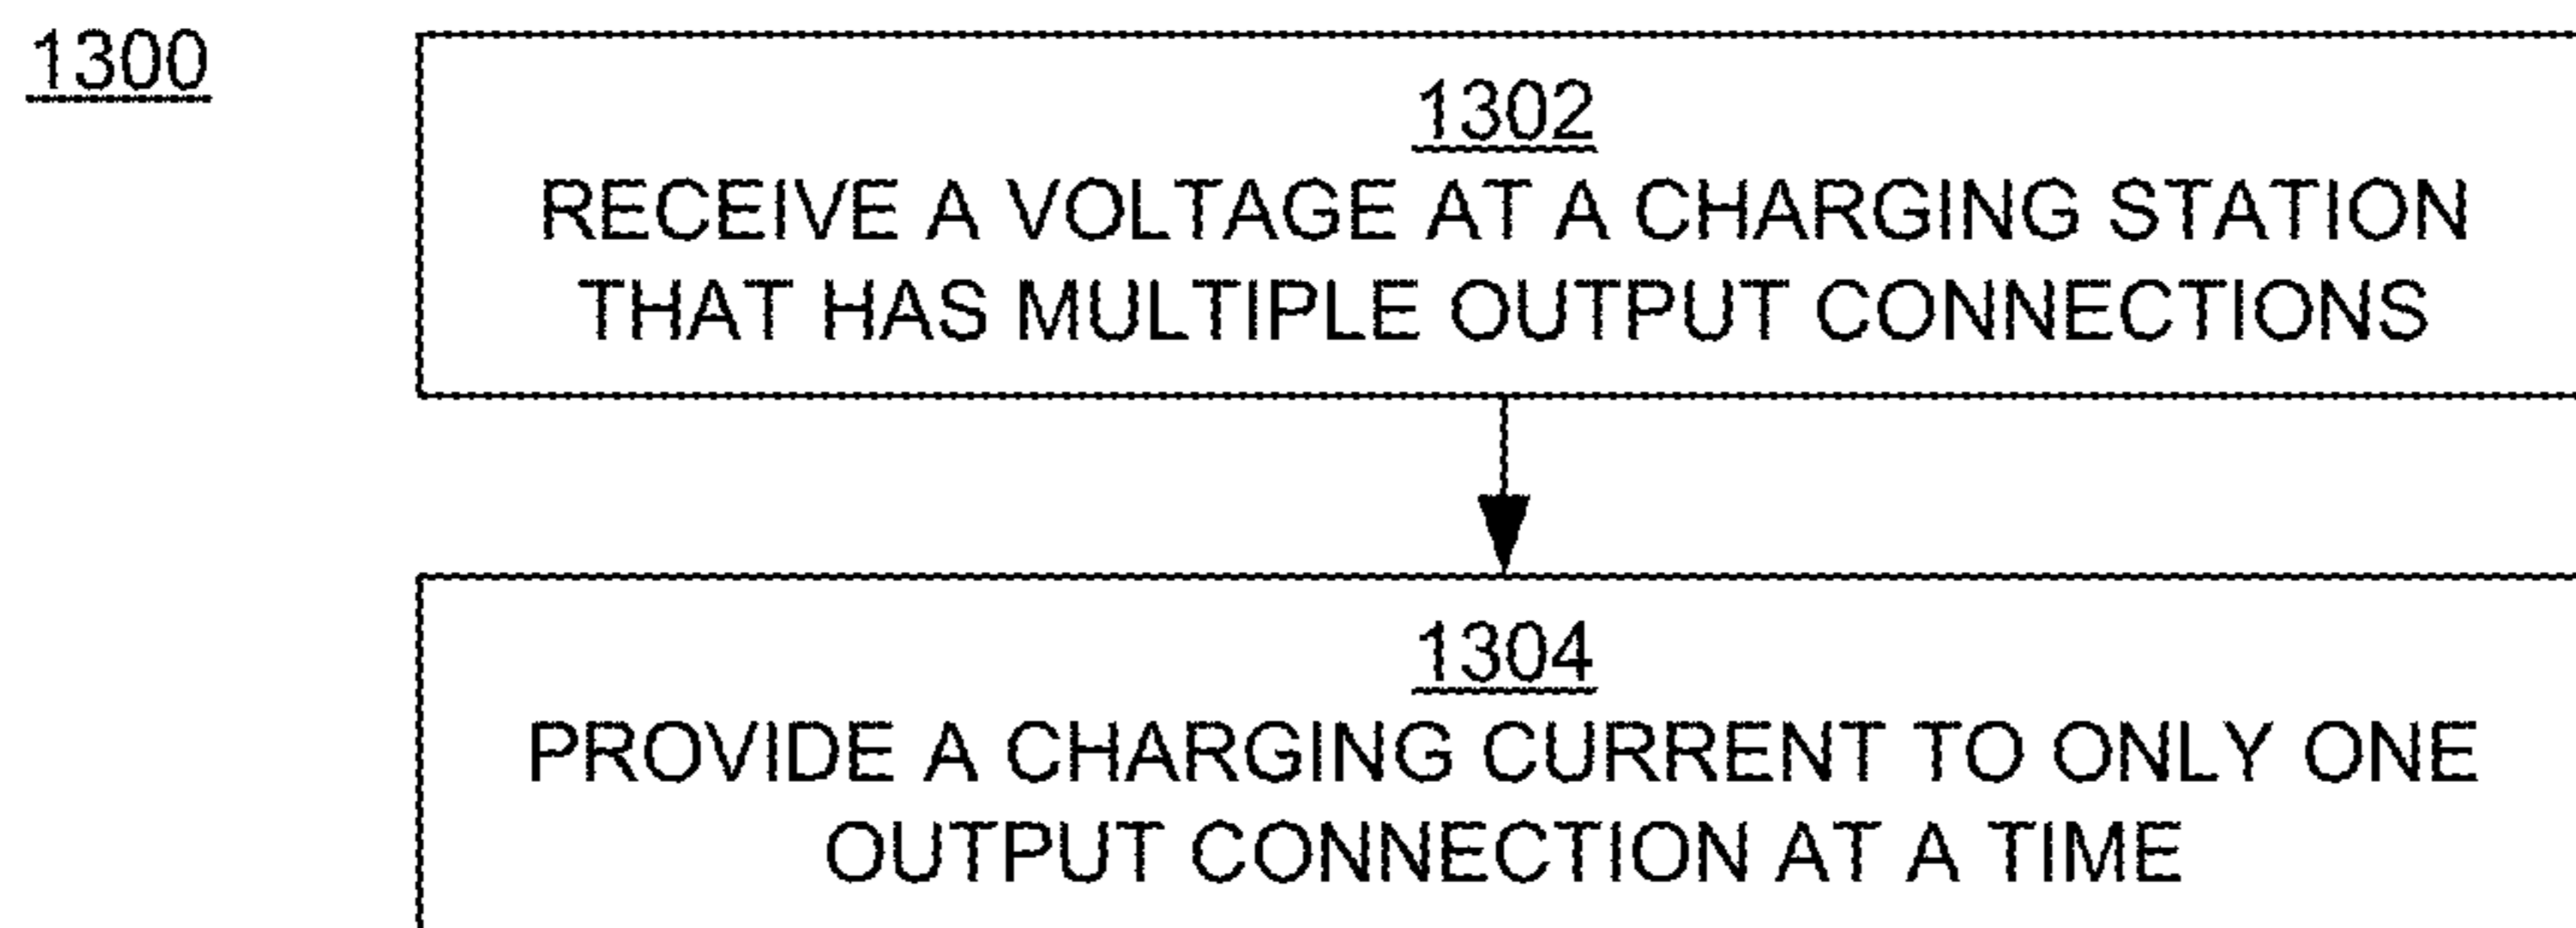 1300
1302
RECEIVE A VOLTAGE AT A CHARGING STATION
THAT HAS MULTIPLE OUTPUT CONNECTIONS
1304
PROVIDE A CHARGING CURRENT TO ONLY ONE
OUTPUT CONNECTION AT A TIME